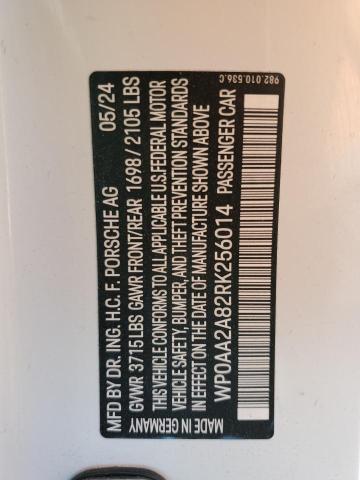 MFD BY DR. ING. H.C. F. PORSCHE AG 05/24
GVWR 3715LBS GAWR FRONT/REAR 1698/ 2105 LBS
THIS VEHICLE CONFORMS TO ALL APPLICABLE U.S. FEDERAL MOTOR
VEHICLE SAFETY, BUMPER, AND THEFT PREVENTION STANDARDS
IN EFFECT ON THE DATE OF MANUFACTURE SHOWN ABOVE
WP0AA2A82RK256014 PASSENGER CAR
MADE IN GERMANY
982.010.536.C